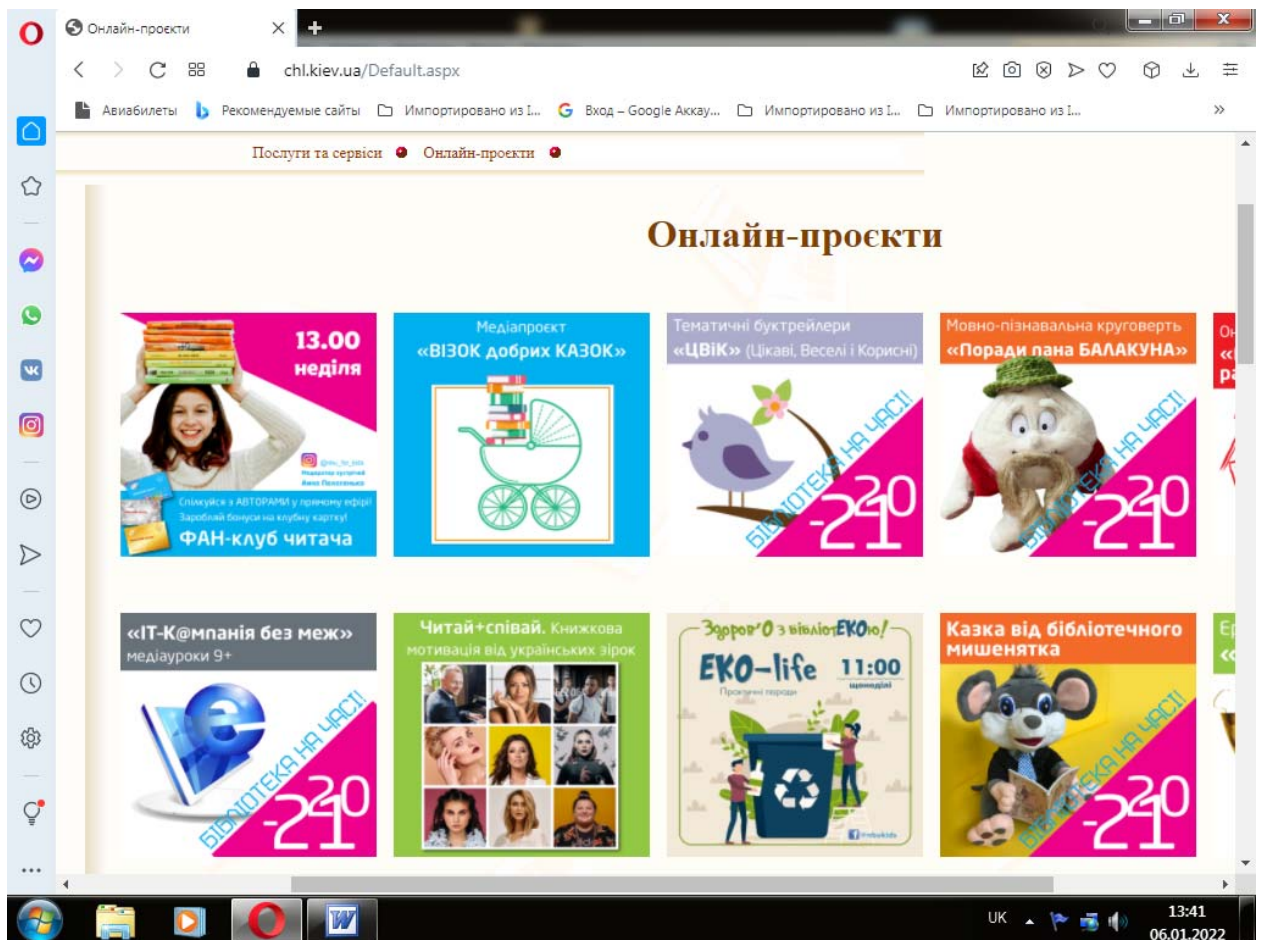 Онлайн-проєкти
chl.kiev.ua/Default.aspx
Авиабилеты
Рекомендуемые сайты
Импортировано из I...
Вход – Google Аккау...
Импортировано из I...
Импортировано из I...
Послуги та сервіси
Онлайн-проєкти
Онлайн-проєкти
13.00
неділя
Спілкуйся з АВТОРАМИ у прямому ефірі!
Заробляй бонуси на клубну картку!
ФАН-клуб читача
Медіапроєкт
«ВІЗОК добрих КАЗОК»
Тематичні буктрейлери
«ЦВіК» (Цікаві, Веселі і Корисні)
БІБЛІОТЕКА НА ЧАСІ!
2020
-21
Мовно-пізнавальна круговерть
«Поради пана БАЛАКУНА»
БІБЛІОТЕКА НА ЧАСІ!
2020
-21
«ІТ-К@мпанія без меж»
медіауроки 9+
БІБЛІОТЕКА НА ЧАСІ!
2020
-21
Читай+співай. Книжкова
мотивація від українських зірок
Здоров'О з бібліотЕКОю!
ЕКО-life
11:00
щонеділі
Практичні поради
Казка від бібліотечного
мишенятка
БІБЛІОТЕКА НА ЧАСІ!
2020
-21
UK
13:41
06.01.2022